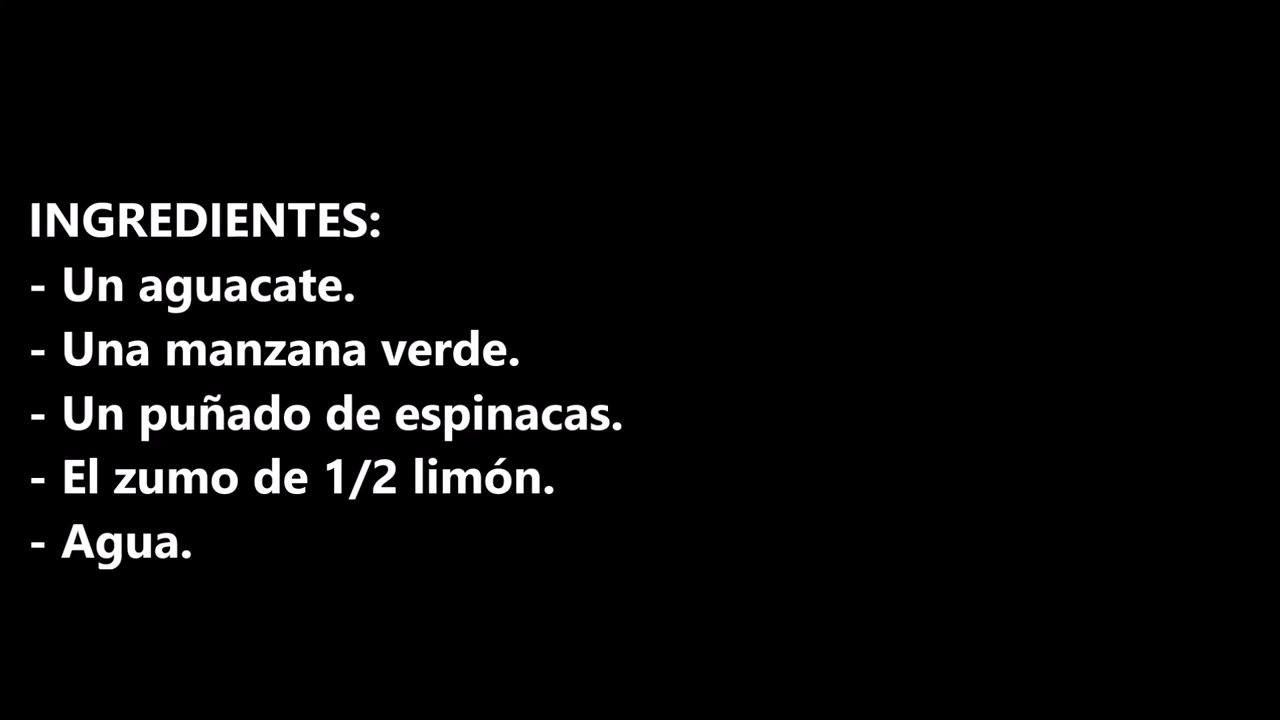 INGREDIENTES:
- Un aguacate.
- Una manzana verde.
- Un puñado de espinacas.
- El zumo de 1/2 limón.
- Agua.